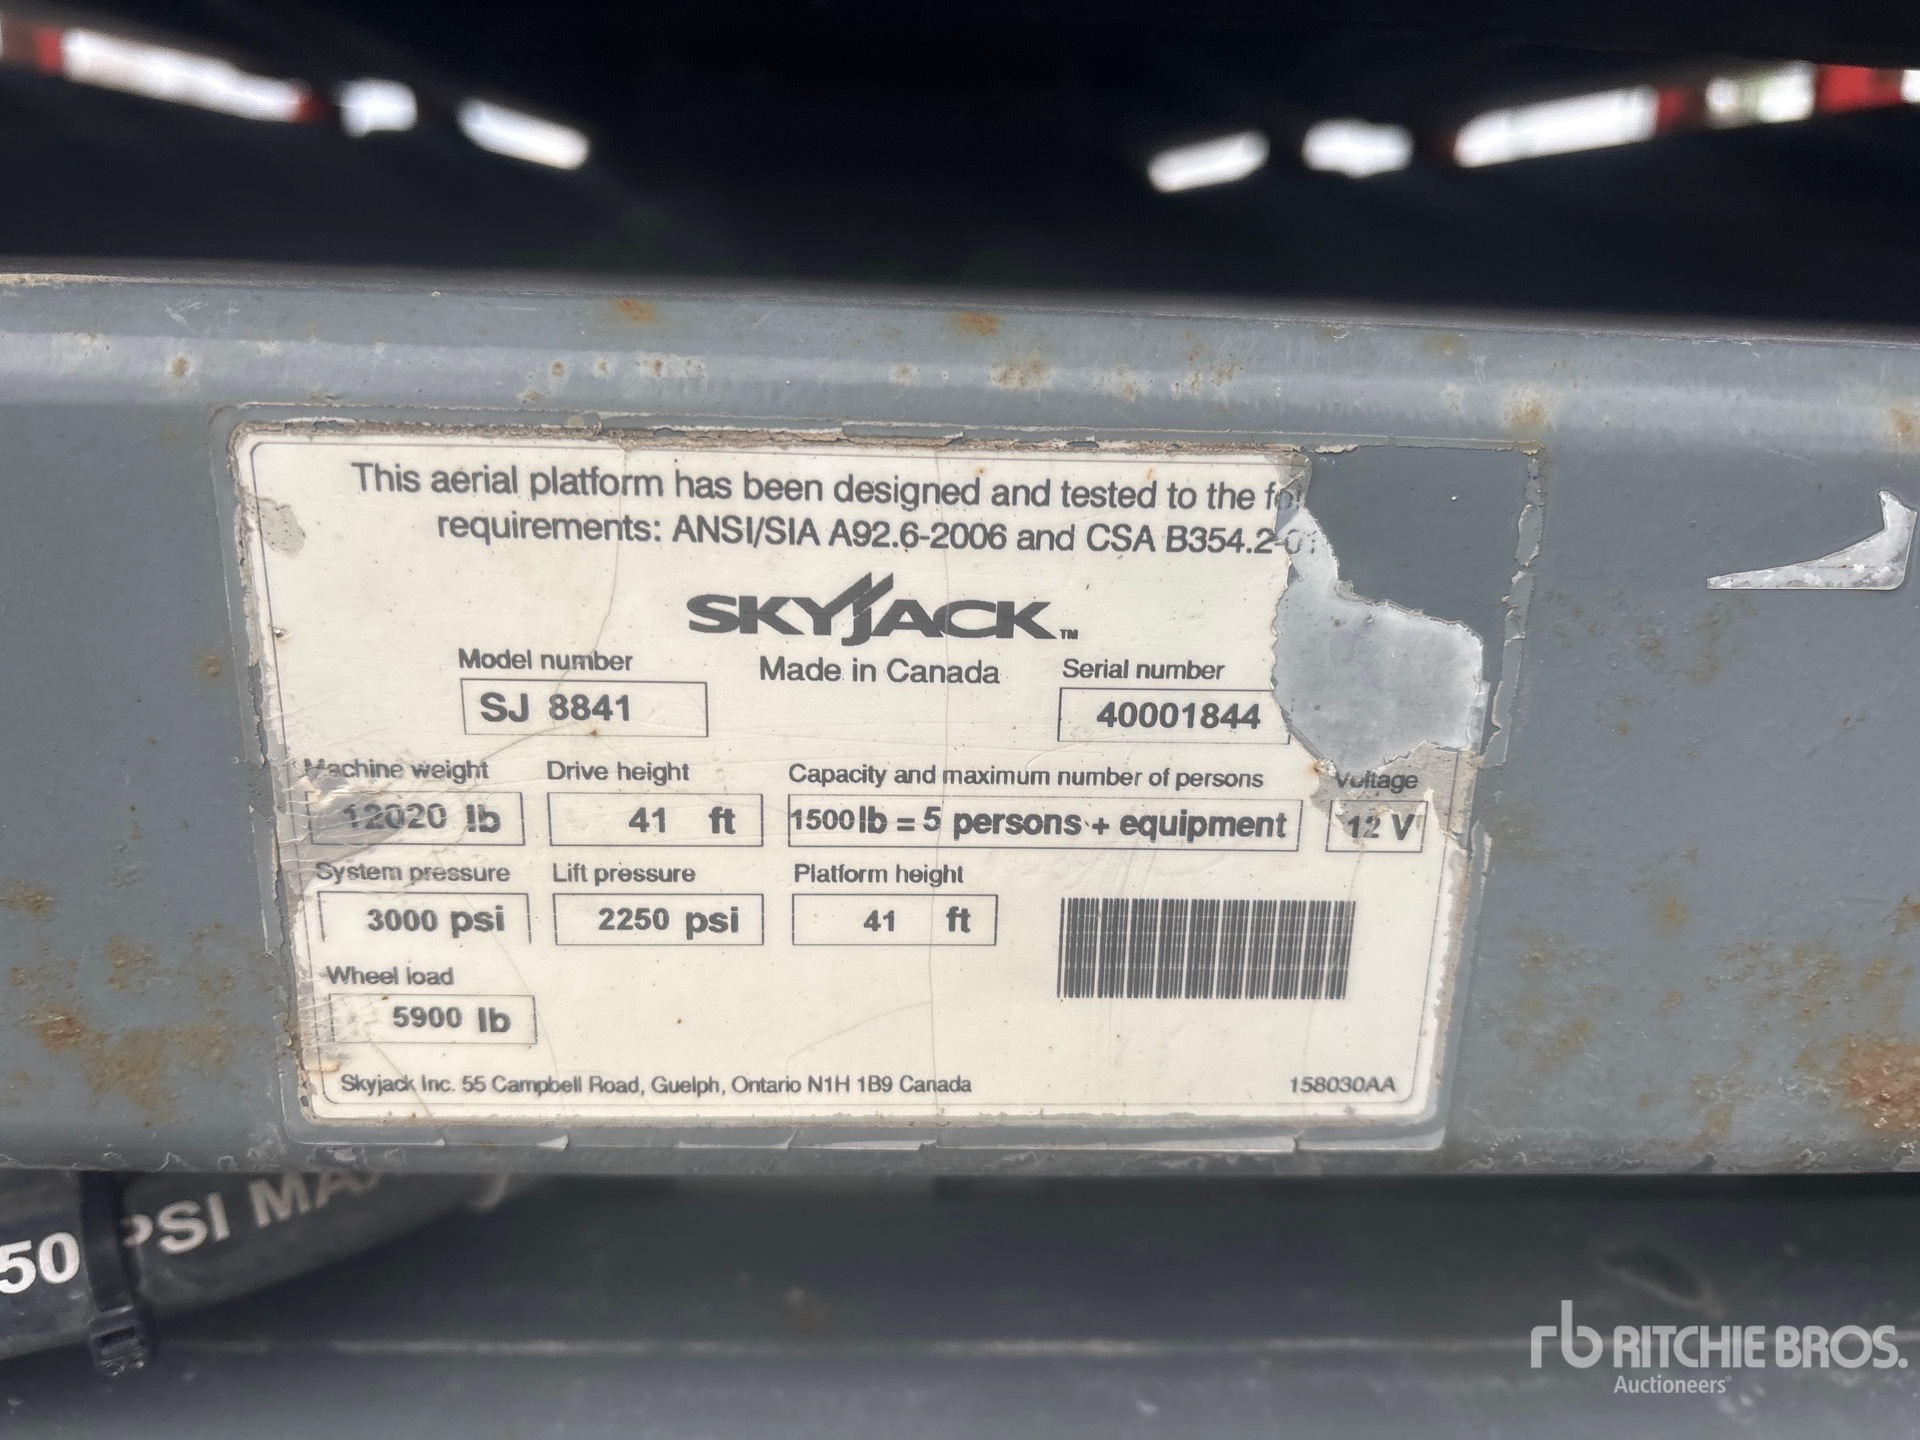 This aerial platform has been designed and tested to the
requirements: ANSI/SIA A92.6-2006 and CSA B354.2-01
SKYJACK™
Made in Canada
Model number
SJ 8841
Serial number
40001844
Machine weight
12020 lb
Drive height
41 ft
Capacity and maximum number of persons
1500 lb = 5 persons + equipment
Voltage
12 V
System pressure
3000 psi
Lift pressure
2250 psi
Platform height
41 ft
Wheel load
5900 lb
Skyjack Inc. 55 Campbell Road, Guelph, Ontario N1H 1B9 Canada
158030AA
50 PSI
rb RITCHIE BROS.
Auctioneers